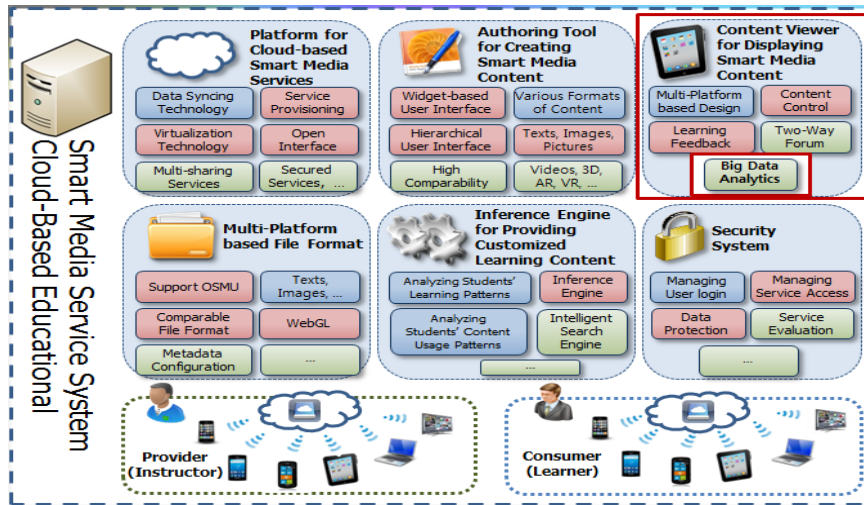 Cloud-Based Educational
Smart Media Service System
Platform for
Cloud-based
Smart Media
Services
Data Syncing
Technology
Service
Provisioning
Virtualization
Technology
Open
Interface
Multi-sharing
Services
Secured
Services, ...
Authoring Tool
for Creating
Smart Media
Content
Widget-based
User Interface
Various Formats
of Content
Hierarchical
User Interface
Texts, Images,
Pictures
High
Comparability
Videos, 3D,
AR, VR, ...
Content Viewer
for Displaying
Smart Media
Content
Multi-Platform
based Design
Content
Control
Learning
Feedback
Two-Way
Forum
Big Data
Analytics
Multi-Platform
based File Format
Support OSMU
Texts,
Images, ...
Comparable
File Format
WebGL
Metadata
Configuration
...
Inference Engine
for Providing
Customized
Learning Content
Analyzing Students'
Learning Patterns
Inference
Engine
Analyzing
Students' Content
Usage Patterns
Intelligent
Search
Engine
...
Security
System
Managing
User login
Managing
Service Access
Data
Protection
Service
Evaluation
...
Provider
(Instructor)
Consumer
(Learner)